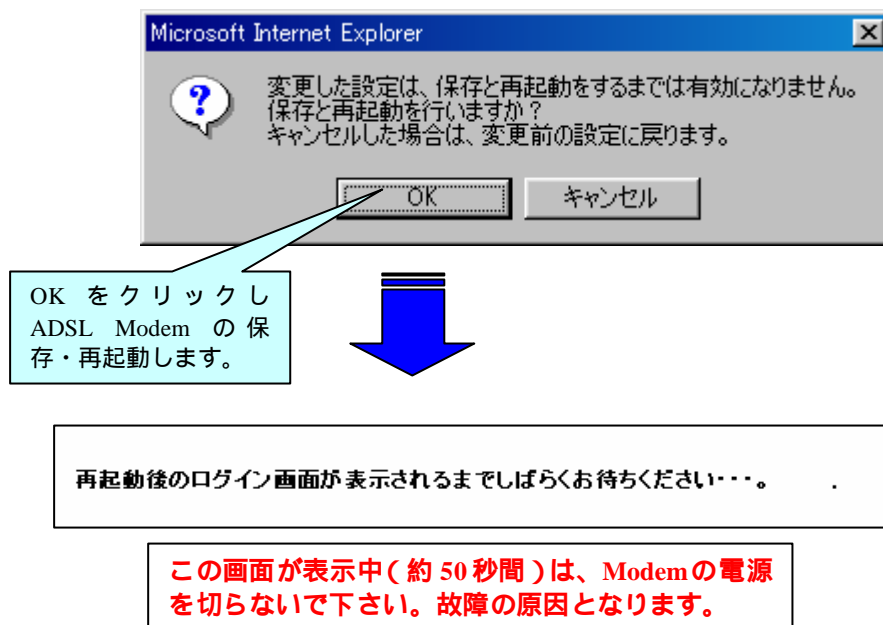 Microsoft Internet Explorer
変更した設定は、保存と再起動をするまでは有効になりません。
保存と再起動を行いますか？
キャンセルした場合は、変更前の設定に戻ります。
OK
キャンセル
OK をクリックし
ADSL Modem の保
存・再起動します。
再起動後のログイン画面が表示されるまでしばらくお待ちください・・・。 .
この画面が表示中(約 50 秒間)は、Modemの電源
を切らないで下さい。故障の原因となります。